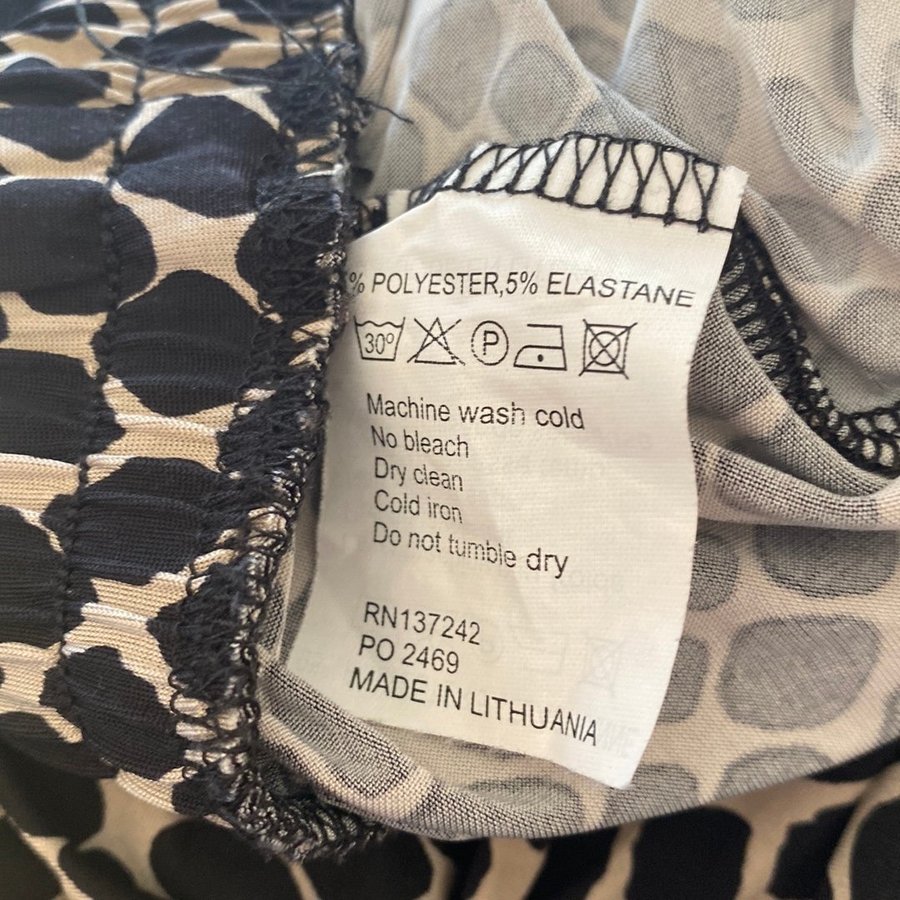 % POLYESTER,5% ELASTANE
30º P
Machine wash cold
No bleach
Dry clean
Cold iron
Do not tumble dry
RN137242
PO 2469
MADE IN LITHUANIA